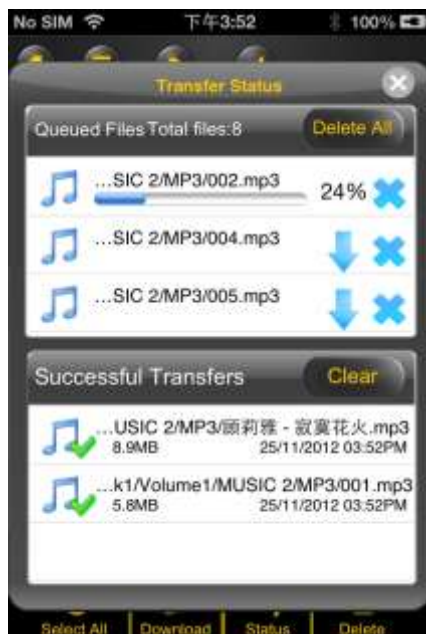 No SIM 下午3:52 100%
Transfer Status
Queued Files Total files:8 Delete All
...SIC 2/MP3/002.mp3
24%
...SIC 2/MP3/004.mp3
...SIC 2/MP3/005.mp3
Successful Transfers Clear
...USIC 2/MP3/顾莉雅 - 寂寞花火.mp3
8.9MB 25/11/2012 03:52PM
...k1/Volume1/MUSIC 2/MP3/001.mp3
5.8MB 25/11/2012 03:52PM
Select All Download Status Delete